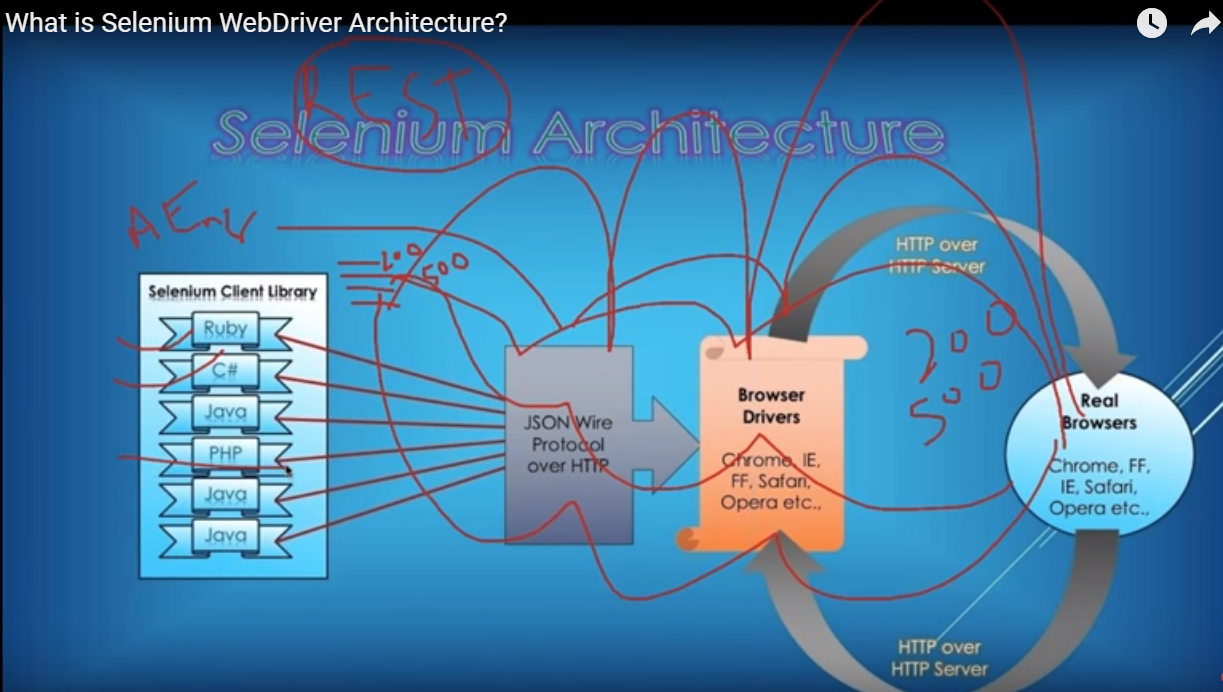 What is Selenium WebDriver Architecture?
REST
Selenium Architecture
HTTP over
HTTP Server
200
500
Selenium Client Library
Ruby
C#
Java
PHP
Java
Java
JSON Wire
Protocol
over HTTP
Browser
Drivers
Chrome, IE,
FF, Safari,
Opera etc.,
500
Real
Browsers
Chrome, FF,
IE, Safari,
Opera etc.,
HTTP over
HTTP Server